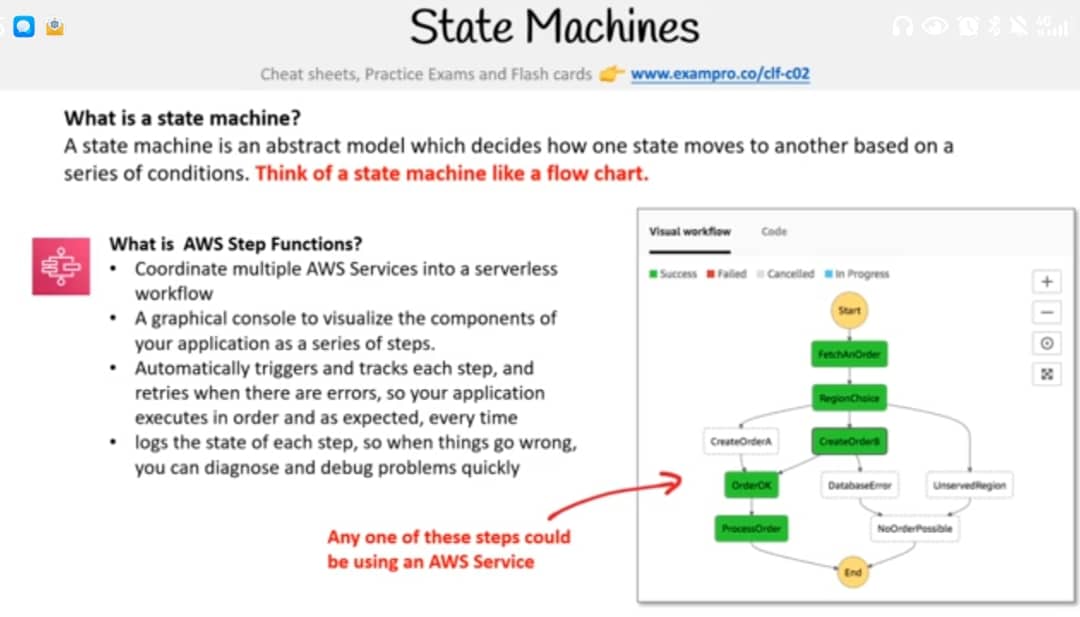 State Machines
Cheat sheets, Practice Exams and Flash cards 👉 www.exampro.co/clf-c02
4G
What is a state machine?
A state machine is an abstract model which decides how one state moves to another based on a
series of conditions. Think of a state machine like a flow chart.
What is AWS Step Functions?
• Coordinate multiple AWS Services into a serverless
workflow
• A graphical console to visualize the components of
your application as a series of steps.
• Automatically triggers and tracks each step, and
retries when there are errors, so your application
executes in order and as expected, every time
• logs the state of each step, so when things go wrong,
you can diagnose and debug problems quickly
Any one of these steps could
be using an AWS Service
Visual workflow Code
Success Failed Cancelled In Progress
Start
FetchAnOrder
RegionChoice
CreateOrderA CreateOrderB
OrderOK DatabaseError UnservedRegion
ProcessOrder NoOrderPossible
End